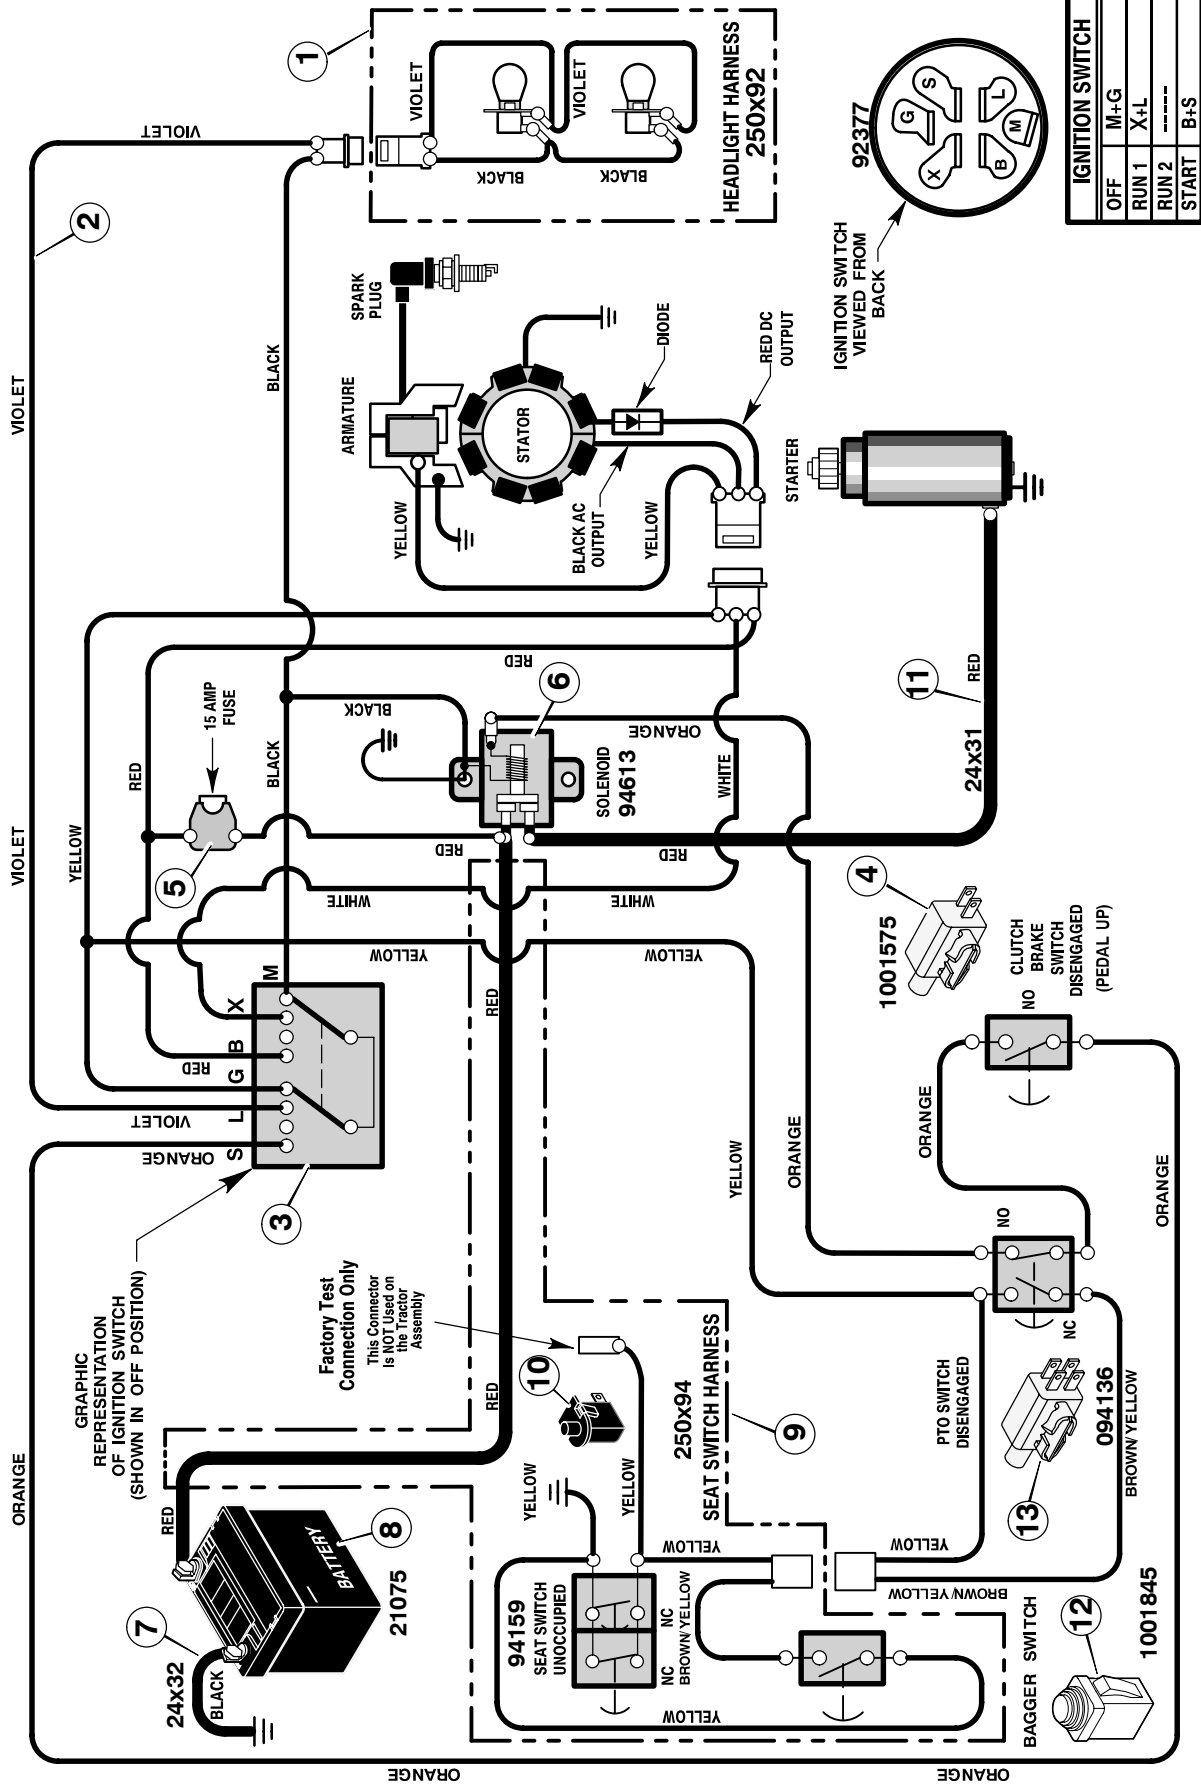 ORANGE
VIOLET
VIOLET
2
VIOLET
YELLOW
RED
15 AMP
FUSE
5
BLACK
BLACK
GRAPHIC
REPRESENTATION
OF IGNITION SWITCH
(SHOWN IN OFF POSITION)
3
S
L
G
B
X
M
ORANGE
VIOLET
RED
7
24x32
BLACK
RED
BATTERY
8
21075
Factory Test
Connection Only
This Connector
Is NOT Used on
the Tractor
Assembly
RED
RED
YELLOW
WHITE
RED
BLACK
RED
YELLOW
WHITE
RED
ORANGE
WHITE
SOLENOID
94613
6
1
VIOLET
VIOLET
BLACK
BLACK
HEADLIGHT HARNESS
250x92
SPARK
PLUG
ARMATURE
YELLOW
STATOR
DIODE
RED DC
OUTPUT
BLACK AC
OUTPUT
YELLOW
STARTER
11
RED
24x31
92377
X
G
S
B
M
L
IGNITION SWITCH
VIEWED FROM
BACK
IGNITION SWITCH
OFF M+G
RUN 1 X+L
RUN 2 -----
START B+S
94159
SEAT SWITCH
UNOCCUPIED
NC
NC
YELLOW
YELLOW
10
250x94
SEAT SWITCH HARNESS
9
YELLOW
BROWN/YELLOW
YELLOW
YELLOW
BROWN/YELLOW
BAGGER SWITCH
12
1001845
PTO SWITCH
DISENGAGED
NC
NO
13
094136
BROWN/YELLOW
YELLOW
ORANGE
ORANGE
4
1001575
CLUTCH
BRAKE
SWITCH
DISENGAGED
(PEDAL UP)
NO
ORANGE
ORANGE
ORANGE